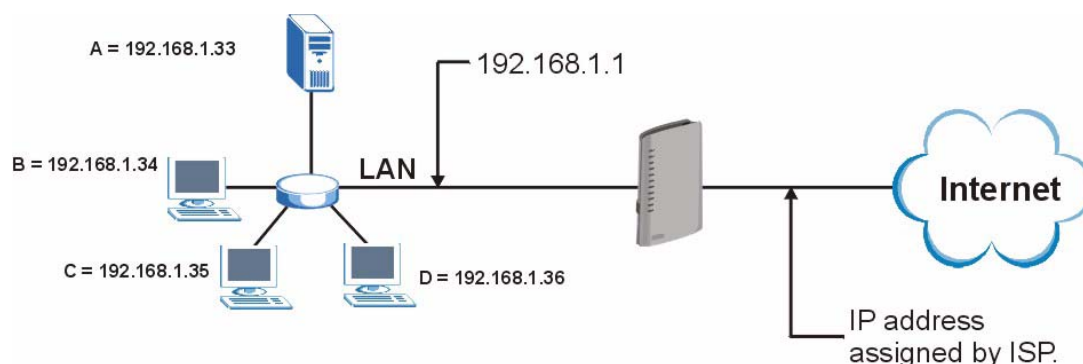 A = 192.168.1.33
192.168.1.1
B = 192.168.1.34
LAN
Internet
C = 192.168.1.35
D = 192.168.1.36
IP address
assigned by ISP.